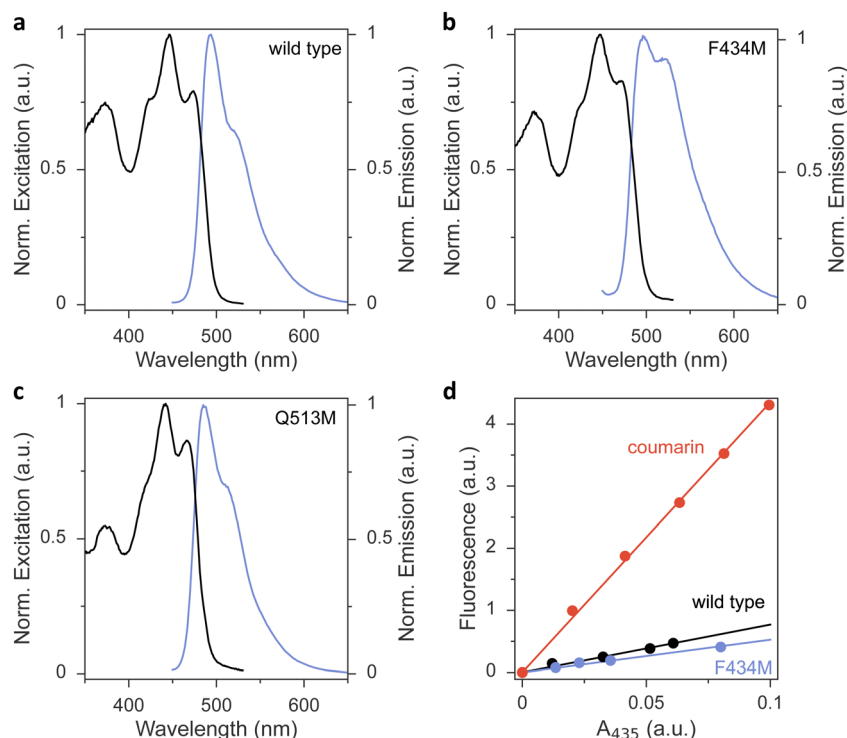 a
wild type
Norm. Excitation (a.u.)
1
0.5
0
1
0.5
0
Norm. Emission (a.u.)
400 500 600
Wavelength (nm)
b
F434M
Norm. Excitation (a.u.)
1
0.5
0
1
0.5
0
Norm. Emission (a.u.)
400 500 600
Wavelength (nm)
c
Q513M
Norm. Excitation (a.u.)
1
0.5
0
1
0.5
0
Norm. Emission (a.u.)
400 500 600
Wavelength (nm)
d
coumarin
wild type
F434M
Fluorescence (a.u.)
4
3
2
1
0
0 0.05 0.1
A₄₃₅ (a.u.)